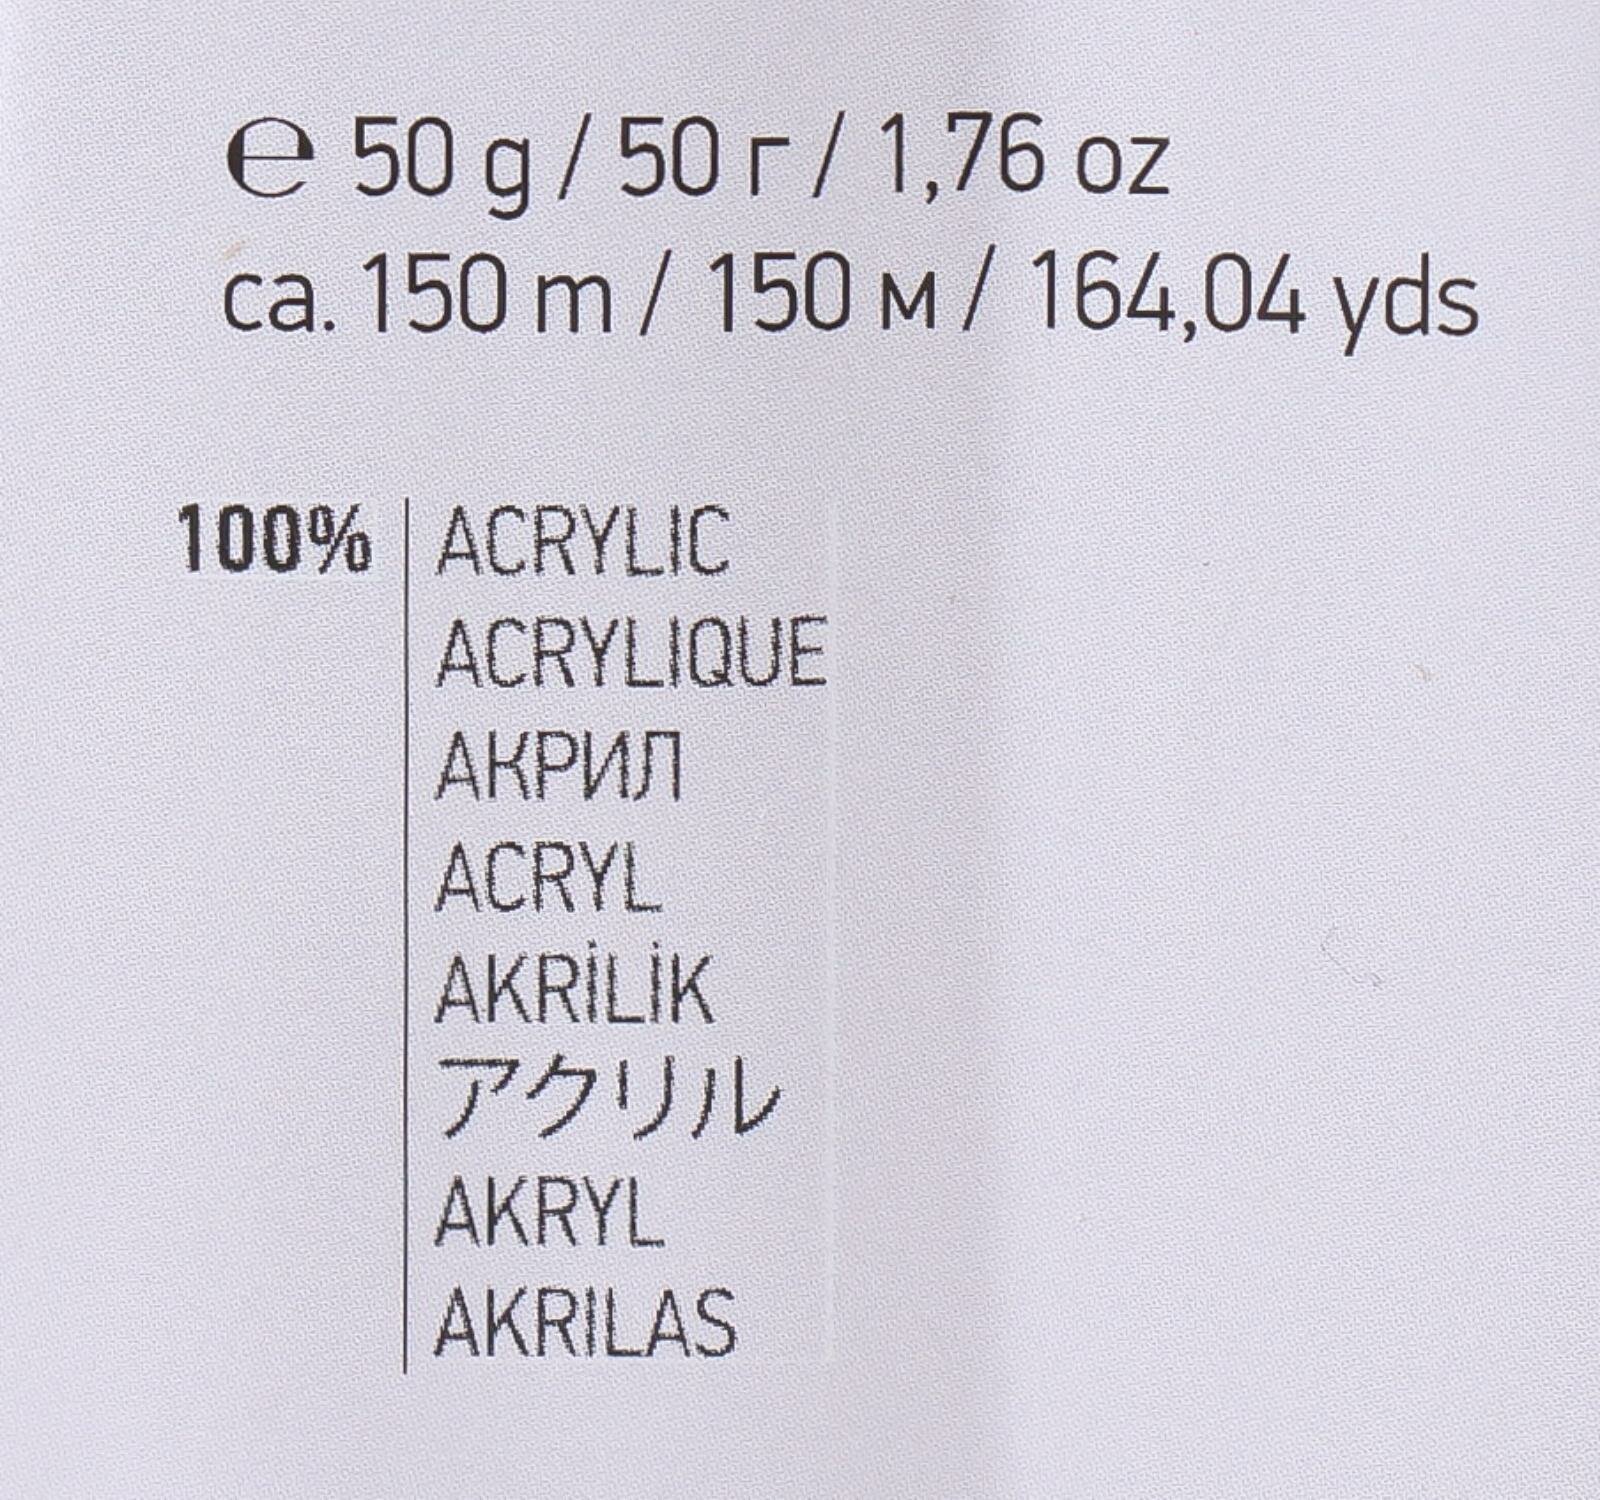 ℮ 50 g / 50 г / 1,76 oz
ca. 150 m / 150 м / 164,04 yds
100% ACRYLIC
ACRYLIQUE
АКРИЛ
ACRYL
AKRİLİK
アクリル
AKRYL
AKRILAS